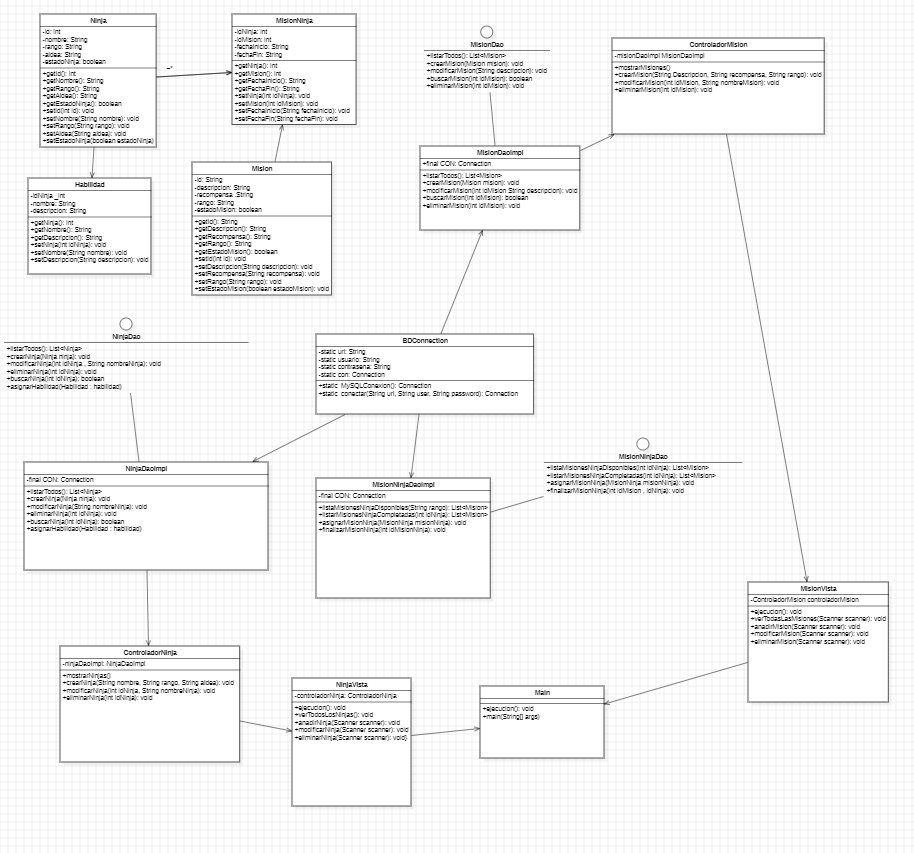 Ninja
-id: int
-nombre: String
-rango: String
-aldea: String
-estadoNinja: boolean
+getId(): int
+getNombre(): String
+getRango(): String
+getAldea(): String
+getEstadoNinja(): boolean
+setId(int id): void
+setNombre(String nombre): void
+setRango(String rango): void
+setAldea(String aldea): void
+setEstadoNinja(boolean estadoNinja)
MisionNinja
-idNinja: int
-idMision: int
-fechaInicio: String
-fechaFin: String
+getNinja(): int
+getMision(): int
+getFechaInicio(): String
+getFechaFin(): String
+setNinja(int idNinja): void
+setMision(int idMision): void
+setFechaInicio(String fechaInicio): void
+setFechaFin(String fechaFin): void
MisionDao
+listarTodos(): List<Mision>
+crearMision(Mision mision): void
+modificarMision(String descripcion): void
+buscarMision(int idMision): boolean
+eliminarMision(int idMision): void
ControladorMision
-misionDaoImpl MisionDaoImpl
+mostrarMisiones()
+crearMision(String Descripcion, String recompensa, String rango): void
+modificarMision(int idMision, String nombreMision): void
+eliminarMision(int idMision): void
Habilidad
-idNinja _int
-nombre: String
-descripcion: String
+getNinja(): int
+getNombre(): String
+getDescripcion(): String
+setNinja(int idNinja): void
+setNombre(String nombre): void
+setDescripcion(String descripcion): void
Mision
-id: String
-descripcion: String
-recompensa :String
-rango: String
-estadoMision: boolean
+getId(): String
+getDescripcion(): String
+getRecompensa(): String
+getRango(): String
+getEstadoMision(): boolean
+setId(int id): void
+setDescripcion(String descripcion): void
+setRecompensa(String recompensa): void
+setRango(String rango): void
+setEstadoMision(boolean estadoMision): void
MisionDaoImpl
+final CON: Connection
+listarTodos(): List<Mision>
+crearMision(Mision mision): void
+modificarMision(int idMision String descripcion): void
+buscarMision(int idMision): boolean
+eliminarMision(int idMision): void
NinjaDao
+listarTodos(): List<Ninja>
+crearNinja(Ninja ninja): void
+modificarNinja(int idNinja , String nombreNinja): void
+eliminarNinja(int idNinja): void
+buscarNinja(int idNinja): boolean
+asignarHabilidad(Habilidad : habilidad)
BDConnection
-static url: String
-static usuario: String
-static contrasena: String
-static con: Connection
+static MySQLConexion(): Connection
+static conectar(String url, String user, String password): Connection
MisionNinjaDao
+listaMisionesNinjaDisponibles(int idNinja): List<Mision>
+listarMisionesNinjaCompletadas(int idNinja): List<Mision>
+asignarMisionNinja(MisionNinja misionNinja): void
+finalizarMisionNinja(int idMision , idNinja): void
NinjaDaoImpl
-final CON: Connection
+listarTodos(): List<Ninja>
+crearNinja(Ninja ninja): void
+modificarNinja(String nombreNinja): void
+eliminarNinja(int idNinja): void
+buscarNinja(int idNinja): boolean
+asignarHabilidad(Habilidad : habilidad)
MisionNinjaDaoImpl
-final CON: Connection
+listaMisionesNinjaDisponibles(String rango): List<Mision>
+listarMisionesNinjaCompletadas(int idNinja): List<Mision>
+asignarMisionNinja(MisionNinja misionNinja): void
+finalizarMisionNinja(int idMisionNinja): void
MisionVista
-ControladorMision controladorMision
+ejecucion(): void
+verTodasLasMisiones(Scanner scanner): void
+anadirMision(Scanner scanner): void
+modificarMision(Scanner scanner): void
+eliminarMision(Scanner scanner): void
ControladorNinja
-ninjaDaoImpl: NinjaDaoImpl
+mostrarNinjas()
+crearNinja(String nombre, String rango, String aldea): void
+modificarNinja(int idNinja, String nombreNinja): void
+eliminarNinja(int idNinja): void
NinjaVista
-controladorNinja: ControladorNinja
+ejecucion(): void
+verTodosLosNinjas(): void
+anadirNinja(Scanner scanner): void
+modificarNinja(Scanner scanner): void
+eliminarNinja(Scanner scanner): void}
Main
+ejecucion(): void
+main(String[] args)